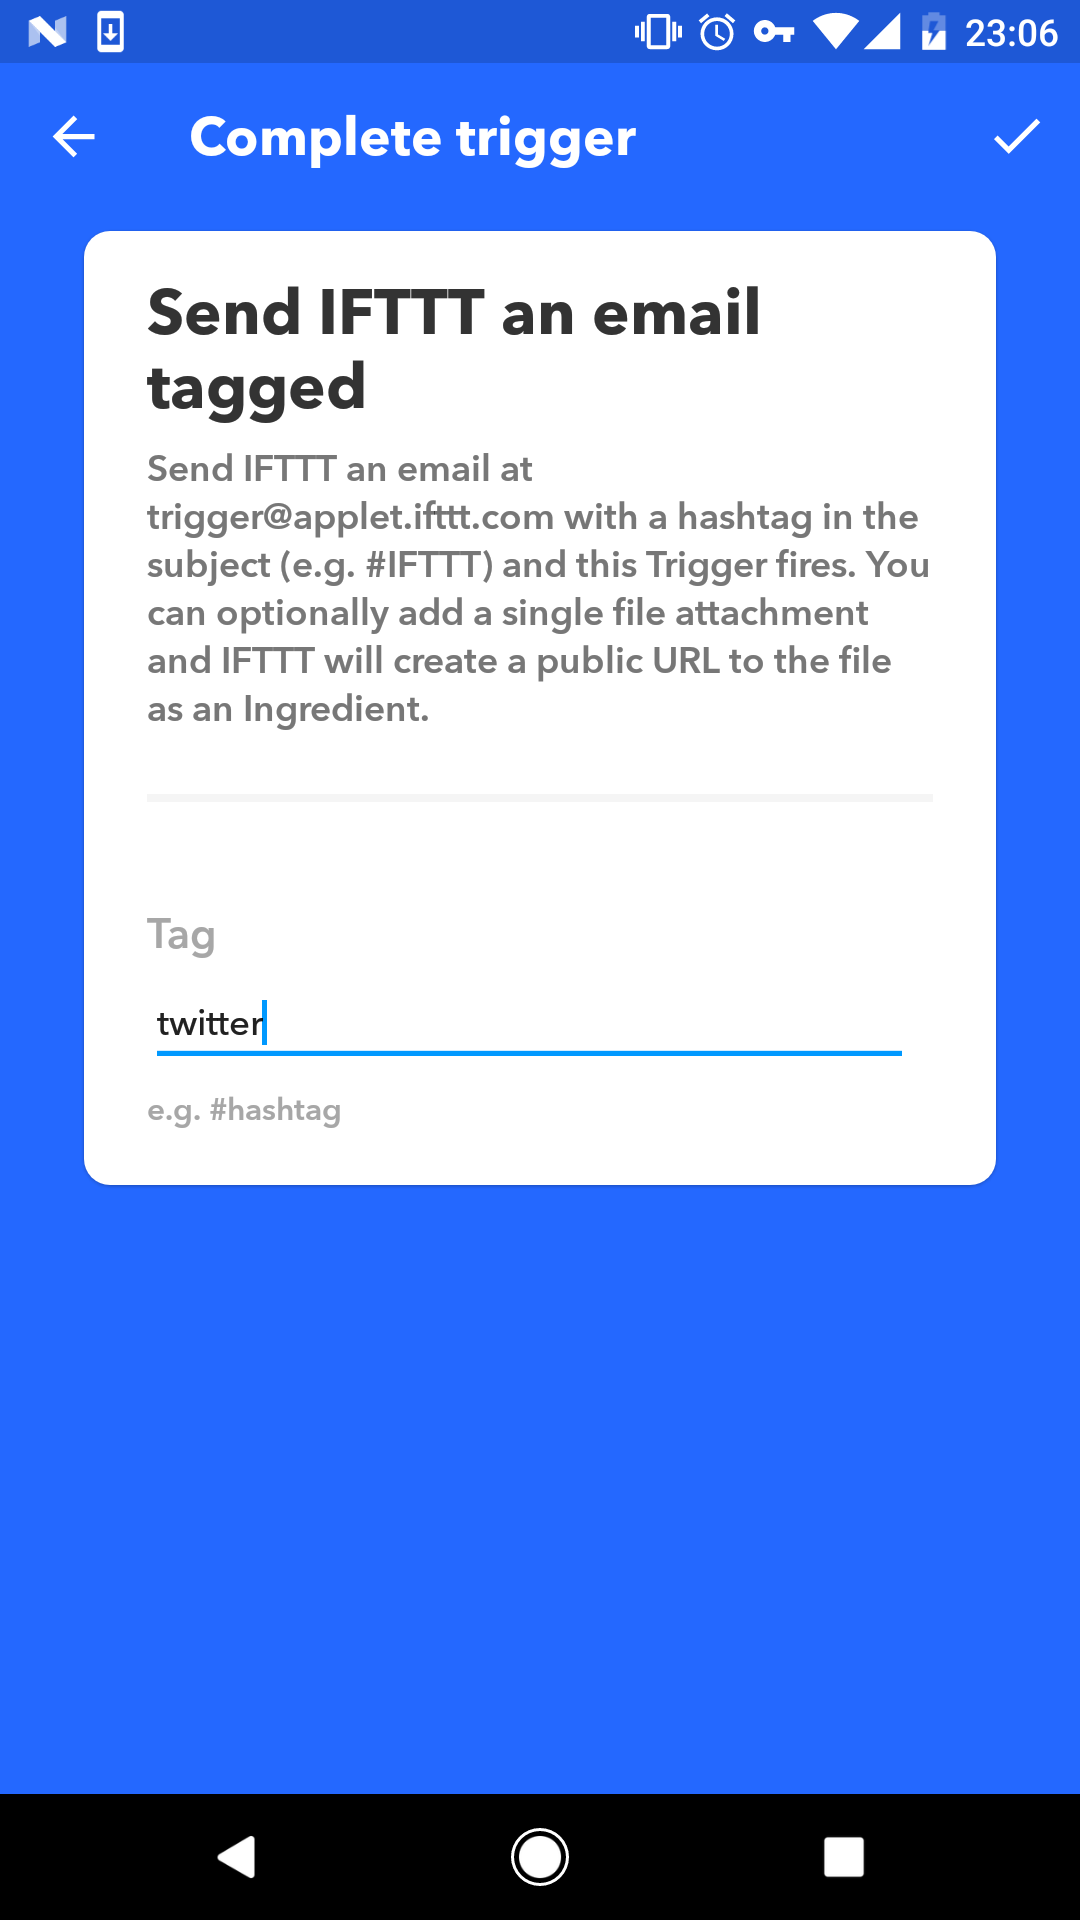 23:06
Complete trigger
Send IFTTT an email
tagged
Send IFTTT an email at
trigger@applet.ifttt.com with a hashtag in the
subject (e.g. #IFTTT) and this Trigger fires. You
can optionally add a single file attachment
and IFTTT will create a public URL to the file
as an Ingredient.
Tag
twitter
e.g. #hashtag